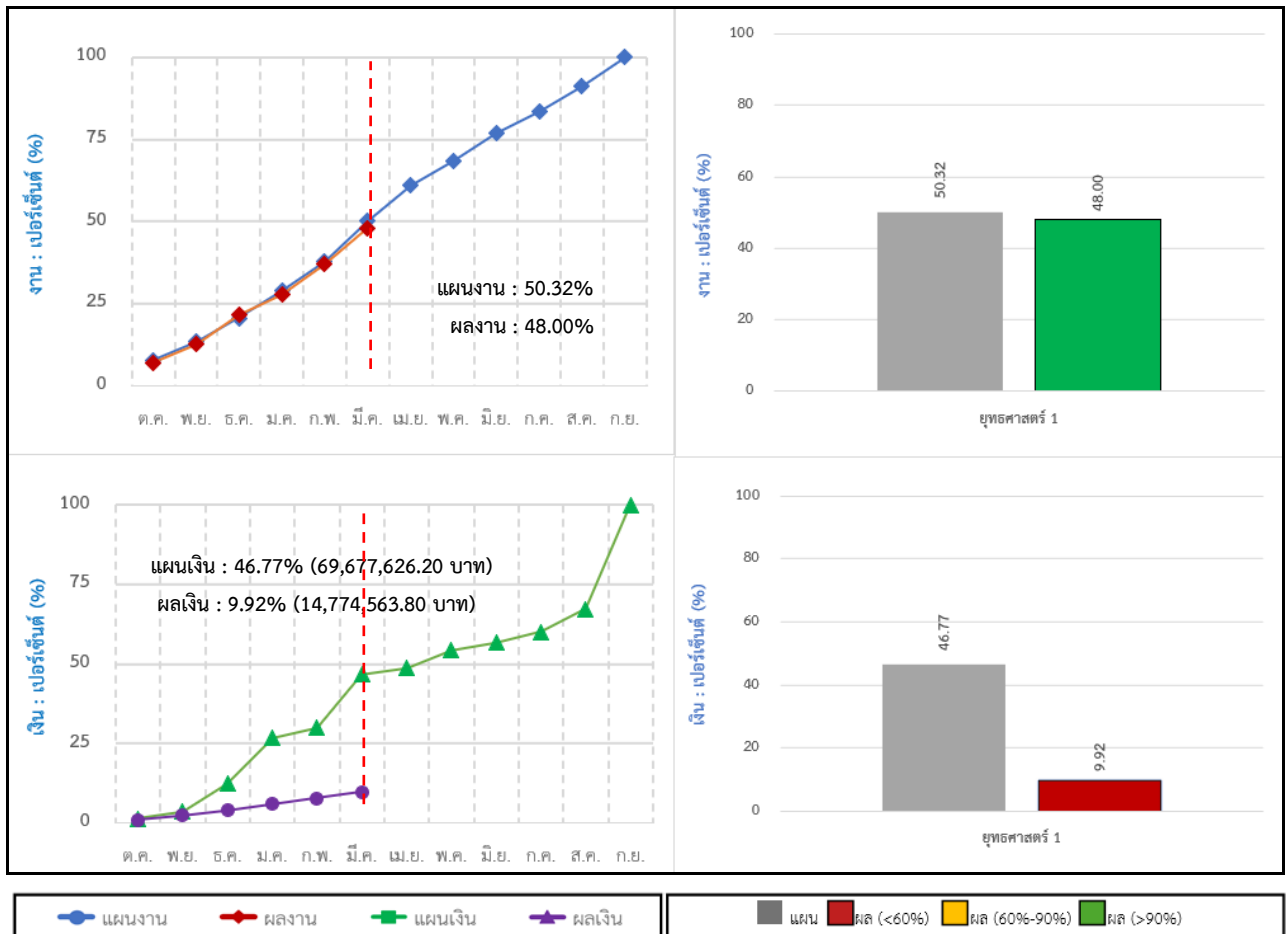 100
75
50
25
0
งาน : เปอร์เซ็นต์ (%)
แผนงาน : 50.32%
ผลงาน : 48.00%
ต.ค. พ.ย. ธ.ค. ม.ค. ก.พ. มี.ค. เม.ย. พ.ค. มิ.ย. ก.ค. ส.ค. ก.ย.
100
80
60
40
20
0
งาน : เปอร์เซ็นต์ (%)
50.32
48.00
ยุทธศาสตร์ 1
100
75
50
25
0
เงิน : เปอร์เซ็นต์ (%)
แผนเงิน : 46.77% (69,677,626.20 บาท)
ผลเงิน : 9.92% (14,774,563.80 บาท)
ต.ค. พ.ย. ธ.ค. ม.ค. ก.พ. มี.ค. เม.ย. พ.ค. มิ.ย. ก.ค. ส.ค. ก.ย.
100
80
60
40
20
0
เงิน : เปอร์เซ็นต์ (%)
46.77
9.92
ยุทธศาสตร์ 1
แผนงาน ผลงาน แผนเงิน ผลเงิน
แผน ผล (<60%) ผล (60%-90%) ผล (>90%)